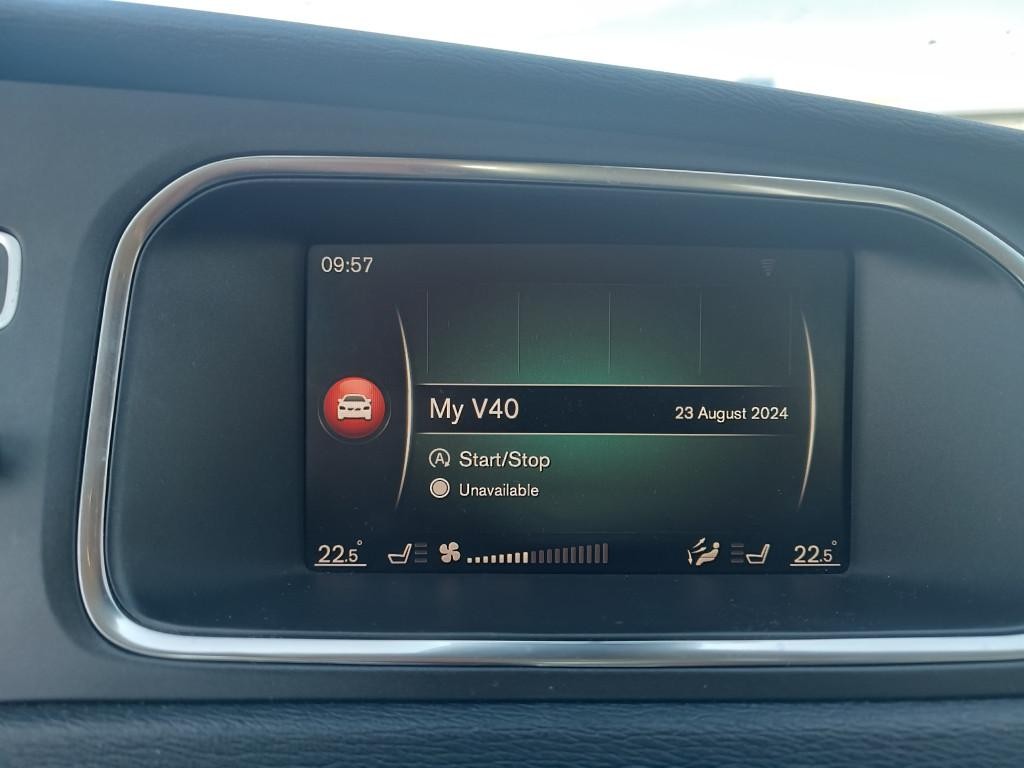 09:57
My V40 23 August 2024
Start/Stop
Unavailable
22.5° 22.5°